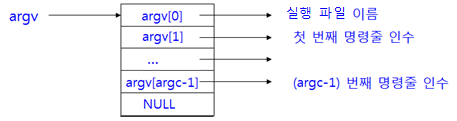 argv argv[0] 실행 파일 이름
argv[1] 첫 번째 명령줄 인수
...
argv[argc-1] (argc-1) 번째 명령줄 인수
NULL